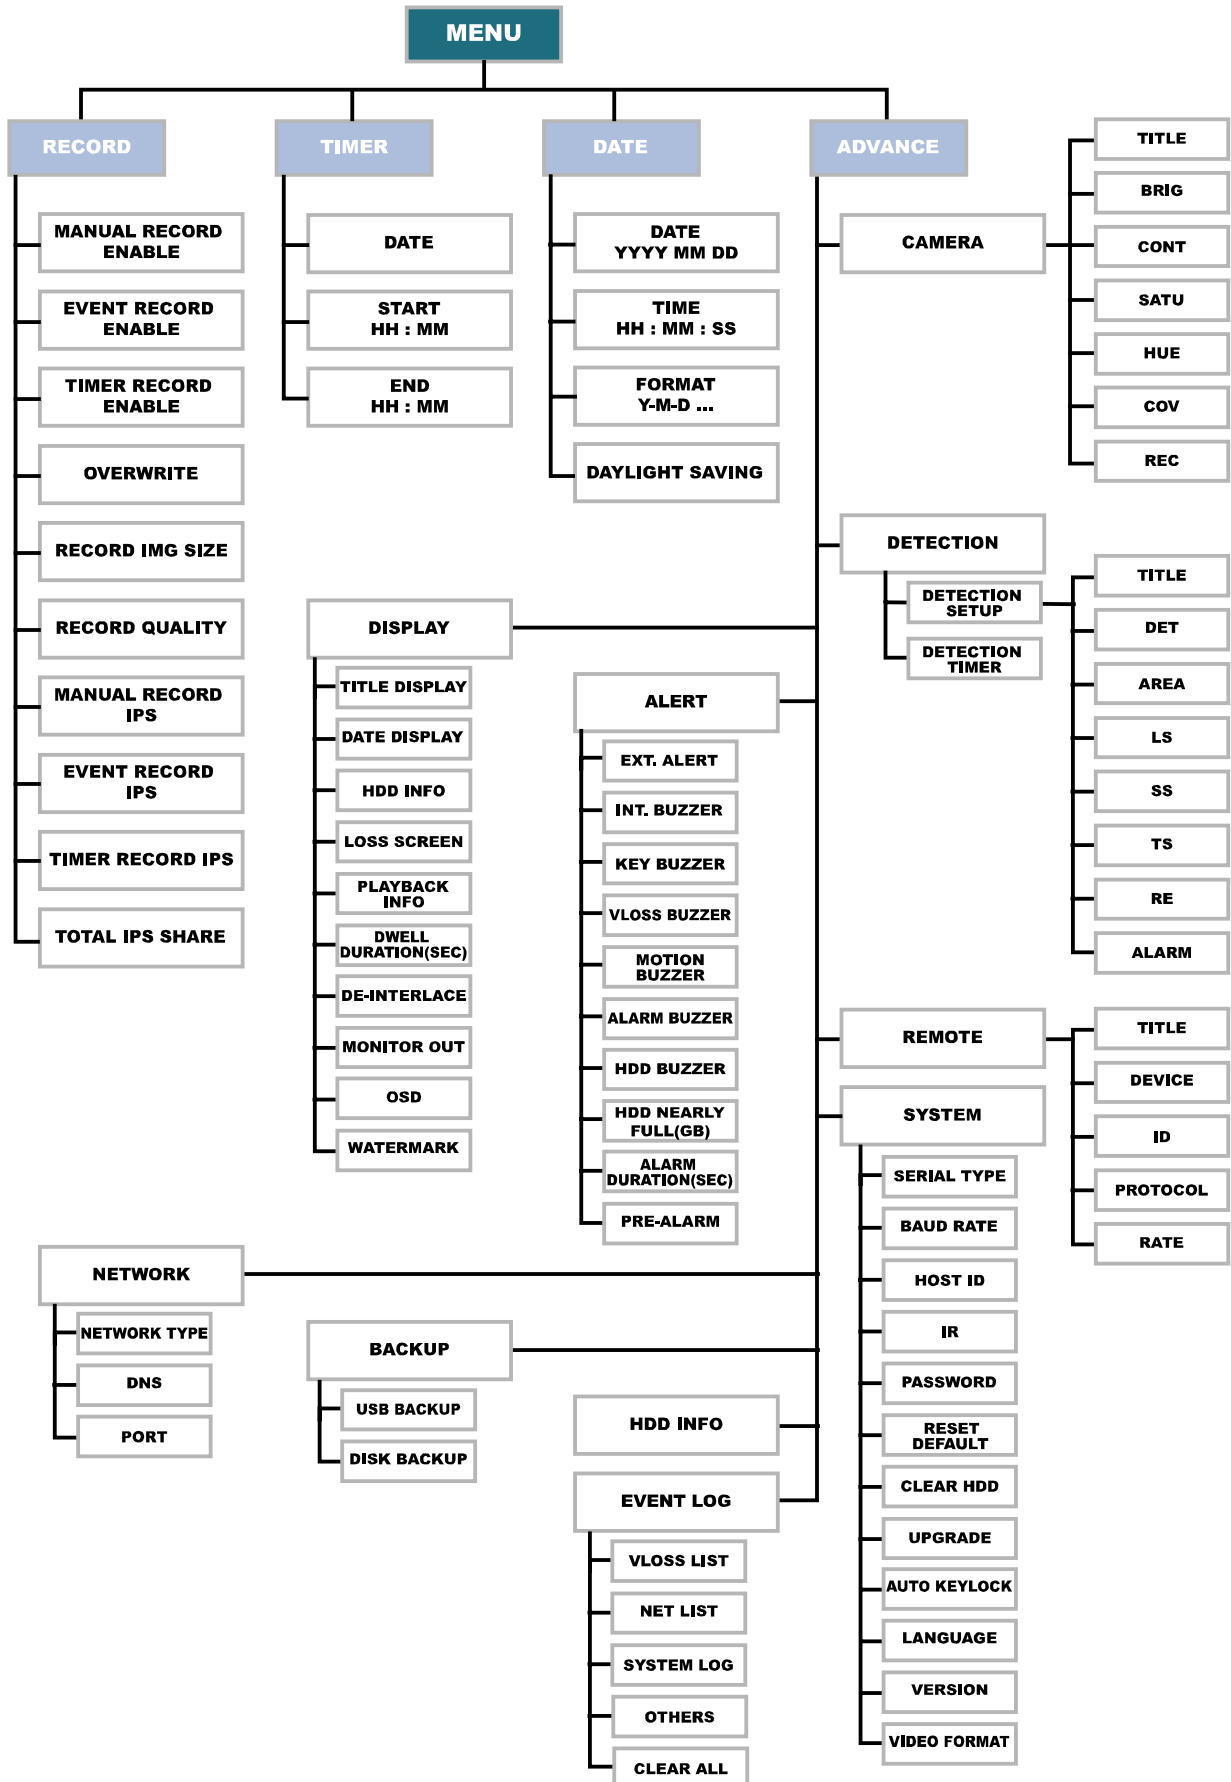 MENU
RECORD
TIMER
DATE
ADVANCE
MANUAL RECORD
ENABLE
EVENT RECORD
ENABLE
TIMER RECORD
ENABLE
OVERWRITE
RECORD IMG SIZE
RECORD QUALITY
MANUAL RECORD
IPS
EVENT RECORD
IPS
TIMER RECORD IPS
TOTAL IPS SHARE
DATE
START
HH : MM
END
HH : MM
DATE
YYYY MM DD
TIME
HH : MM : SS
FORMAT
Y-M-D ...
DAYLIGHT SAVING
CAMERA
TITLE
BRIG
CONT
SATU
HUE
COV
REC
DETECTION
DETECTION
SETUP
DETECTION
TIMER
TITLE
DET
AREA
LS
SS
TS
RE
ALARM
DISPLAY
TITLE DISPLAY
DATE DISPLAY
HDD INFO
LOSS SCREEN
PLAYBACK
INFO
DWELL
DURATION(SEC)
DE-INTERLACE
MONITOR OUT
OSD
WATERMARK
ALERT
EXT. ALERT
INT. BUZZER
KEY BUZZER
VLOSS BUZZER
MOTION
BUZZER
ALARM BUZZER
HDD BUZZER
HDD NEARLY
FULL(GB)
ALARM
DURATION(SEC)
PRE-ALARM
REMOTE
TITLE
DEVICE
ID
PROTOCOL
RATE
SYSTEM
SERIAL TYPE
BAUD RATE
HOST ID
IR
PASSWORD
RESET
DEFAULT
CLEAR HDD
UPGRADE
AUTO KEYLOCK
LANGUAGE
VERSION
VIDEO FORMAT
NETWORK
NETWORK TYPE
DNS
PORT
BACKUP
USB BACKUP
DISK BACKUP
HDD INFO
EVENT LOG
VLOSS LIST
NET LIST
SYSTEM LOG
OTHERS
CLEAR ALL